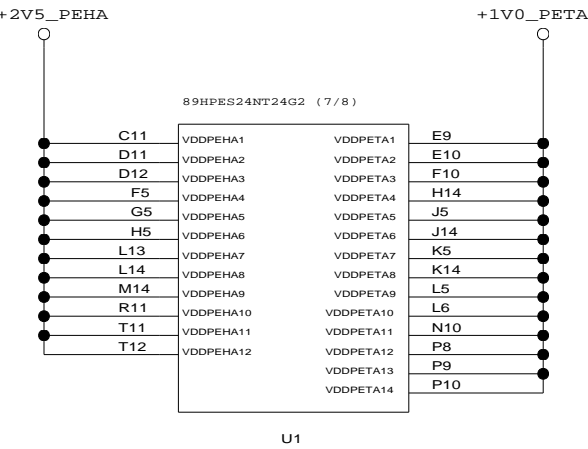 +2V5_PEHA +1V0_PETA
89HPES24NT24G2 (7/8)
C11 VDDPEHA1 VDDPETA1 E9
D11 VDDPEHA2 VDDPETA2 E10
D12 VDDPEHA3 VDDPETA3 F10
F5 VDDPEHA4 VDDPETA4 H14
G5 VDDPEHA5 VDDPETA5 J5
H5 VDDPEHA6 VDDPETA6 J14
L13 VDDPEHA7 VDDPETA7 K5
L14 VDDPEHA8 VDDPETA8 K14
M14 VDDPEHA9 VDDPETA9 L5
R11 VDDPEHA10 VDDPETA10 L6
T11 VDDPEHA11 VDDPETA11 N10
T12 VDDPEHA12 VDDPETA12 P8
VDDPETA13 P9
VDDPETA14 P10
U1